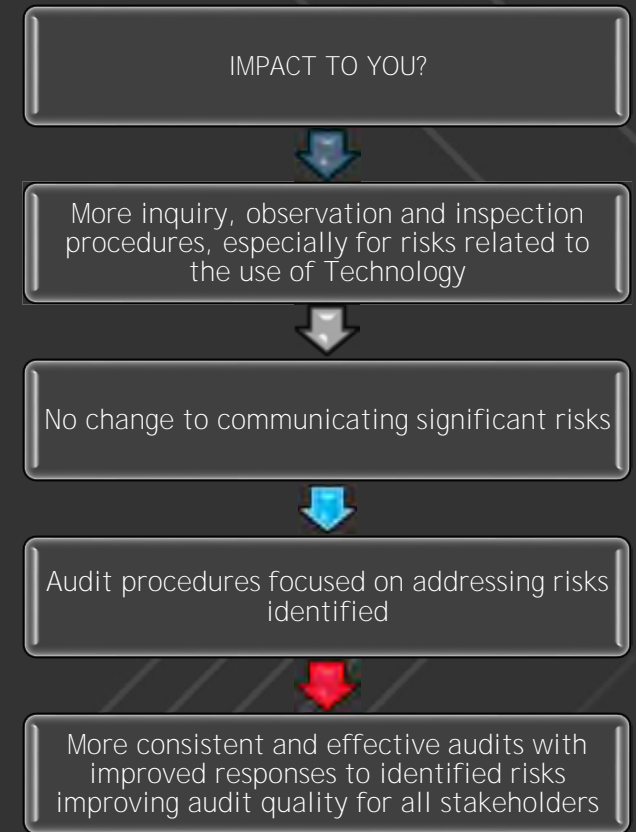 IMPACT TO YOU?
More inquiry, observation and inspection
procedures, especially for risks related to
the use of Technology
No change to communicating significant risks
Audit procedures focused on addressing risks
identified
More consistent and effective audits with
improved responses to identified risks
improving audit quality for all stakeholders